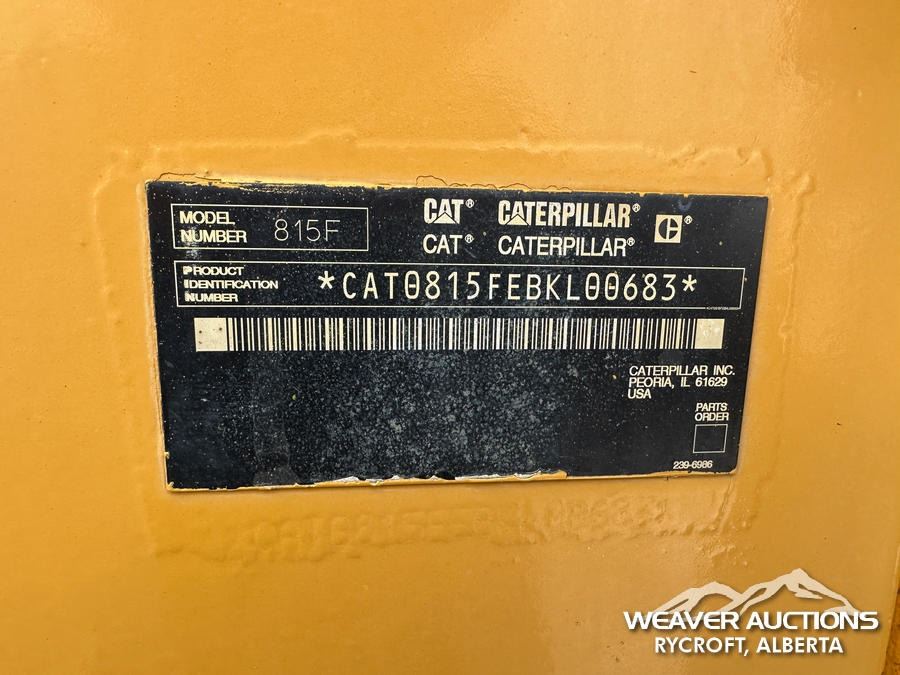 MODEL NUMBER 815F
CAT® CATERPILLAR®
CAT® CATERPILLAR®
PRODUCT IDENTIFICATION NUMBER *CAT0815FEBKL00683*
CATERPILLAR INC.
PEORIA, IL 61629
USA
PARTS ORDER
239-6986
WEAVER AUCTIONS
RYCROFT, ALBERTA